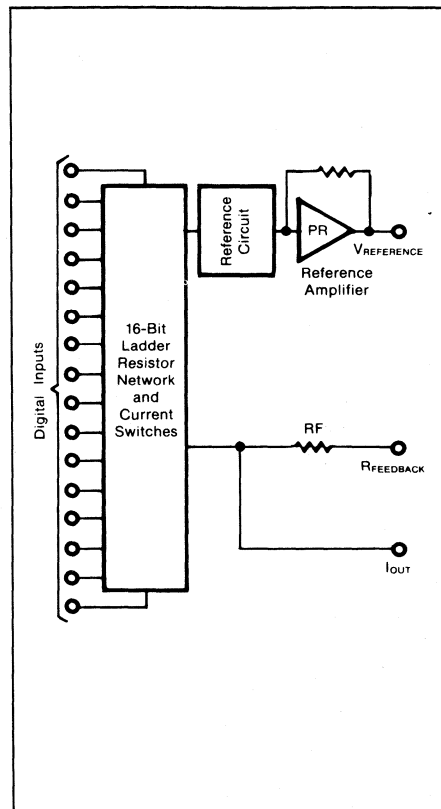 Digital Inputs
16-Bit
Ladder
Resistor
Network
and
Current
Switches
Reference
Circuit
PR
VREFERENCE
Reference
Amplifier
RF
RFEEDBACK
IOUT